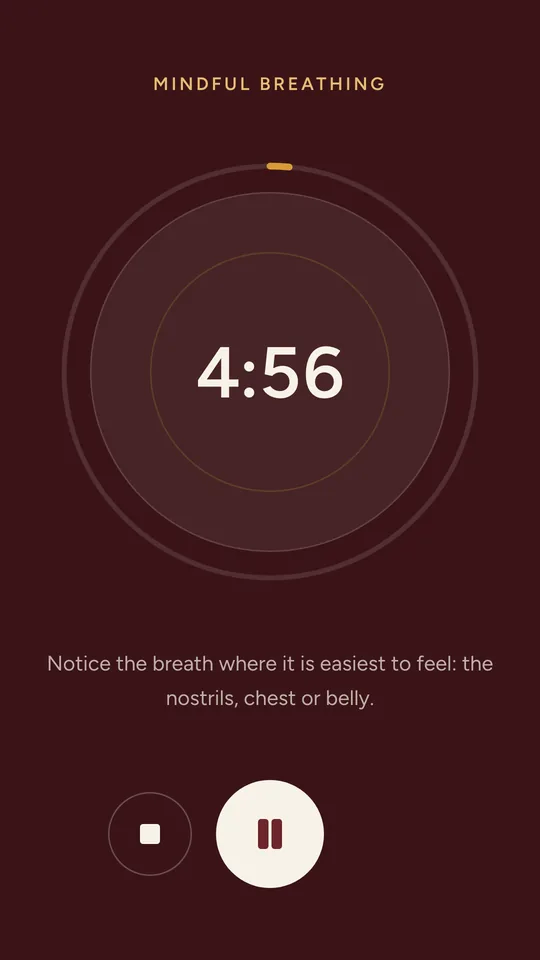 MINDFUL BREATHING
4:56
Notice the breath where it is easiest to feel: the
nostrils, chest or belly.